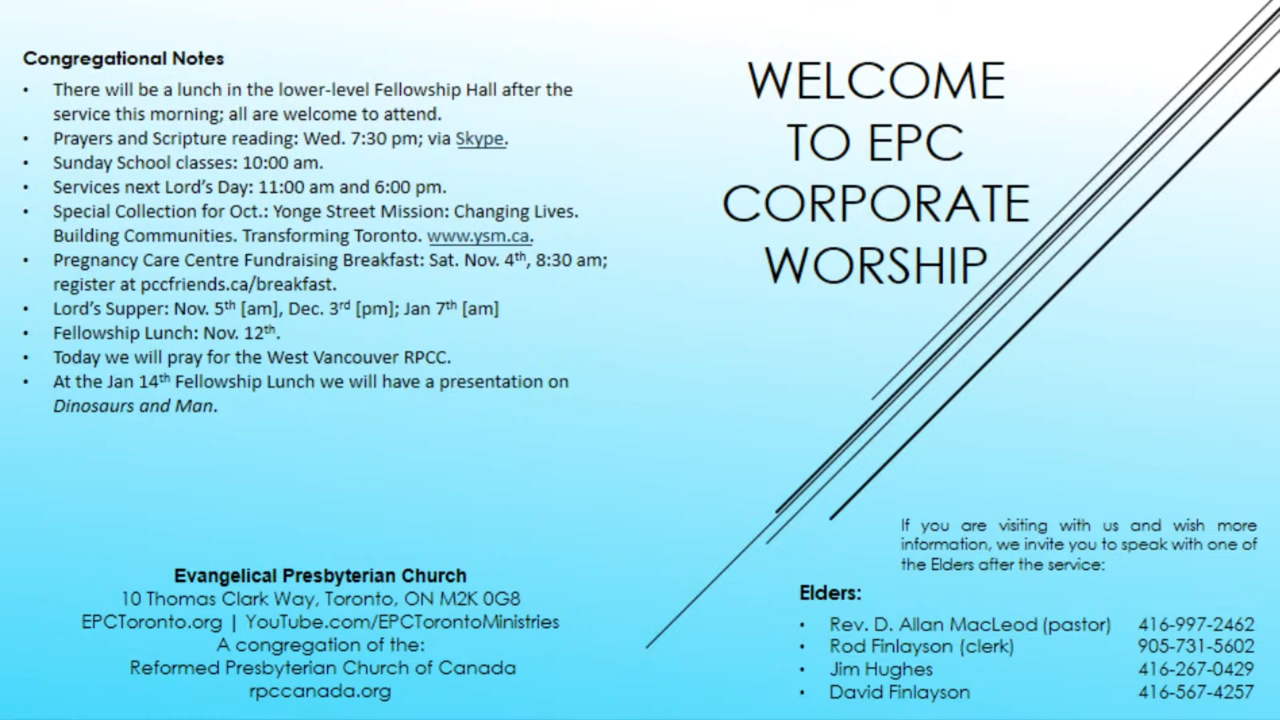 Congregational Notes
• There will be a lunch in the lower-level Fellowship Hall after the
service this morning; all are welcome to attend.
• Prayers and Scripture reading: Wed. 7:30 pm; via Skype.
• Sunday School classes: 10:00 am.
• Services next Lord's Day: 11:00 am and 6:00 pm.
• Special Collection for Oct.: Yonge Street Mission: Changing Lives.
Building Communities. Transforming Toronto. www.ysm.ca.
• Pregnancy Care Centre Fundraising Breakfast: Sat. Nov. 4th, 8:30 am;
register at pccfriends.ca/breakfast.
• Lord's Supper: Nov. 5th [am], Dec. 3rd [pm]; Jan 7th [am]
• Fellowship Lunch: Nov. 12th.
• Today we will pray for the West Vancouver RPCC.
• At the Jan 14th Fellowship Lunch we will have a presentation on
Dinosaurs and Man.
Evangelical Presbyterian Church
10 Thomas Clark Way, Toronto, ON M2K 0G8
EPCToronto.org | YouTube.com/EPCTorontoMinistries
A congregation of the:
Reformed Presbyterian Church of Canada
rpccanada.org
WELCOME
TO EPC
CORPORATE
WORSHIP
If you are visiting with us and wish more
information, we invite you to speak with one of
the Elders after the service:
Elders:
• Rev. D. Allan MacLeod (pastor) 416-997-2462
• Rod Finlayson (clerk) 905-731-5602
• Jim Hughes 416-267-0429
• David Finlayson 416-567-4257